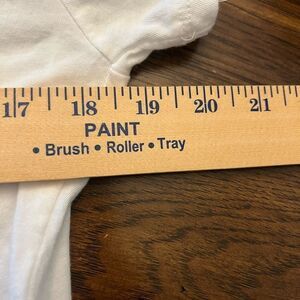 17 18 19 20 21
PAINT
• Brush • Roller • Tray